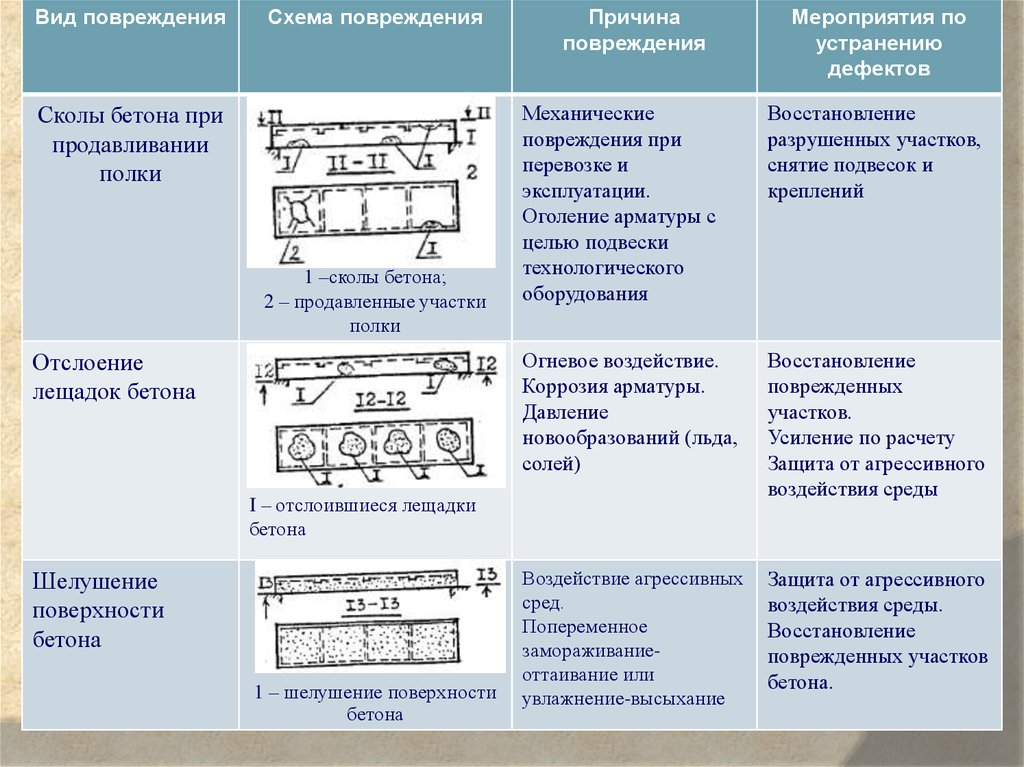 Вид повреждения
Схема повреждения
Причина
повреждения
Мероприятия по
устранению
дефектов
Сколы бетона при
продавливании
полки
II II
I
I II – II I
2
2 I
1 –сколы бетона;
2 – продавленные участки
полки
Механические
повреждения при
перевозке и
эксплуатации.
Оголение арматуры с
целью подвески
технологического
оборудования
Восстановление
разрушенных участков,
снятие подвесок и
креплений
Отслоение
лещадок бетона
I2 I2
I I
I2-I2
I I I I
I – отслоившиеся лещадки
бетона
Огневое воздействие.
Коррозия арматуры.
Давление
новообразований (льда,
солей)
Восстановление
поврежденных
участков.
Усиление по расчету
Защита от агрессивного
воздействия среды
Шелушение
поверхности
бетона
I3 I3
I3-I3
1 – шелушение поверхности
бетона
Воздействие агрессивных
сред.
Попеременное
замораживание-
оттаивание или
увлажнение-высыхание
Защита от агрессивного
воздействия среды.
Восстановление
поврежденных участков
бетона.